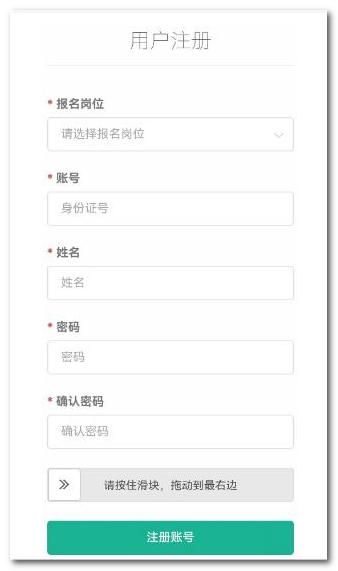 用户注册
* 报名岗位
请选择报名岗位
* 账号
身份证号
* 姓名
姓名
* 密码
密码
* 确认密码
确认密码
请按住滑块，拖动到最右边
注册账号